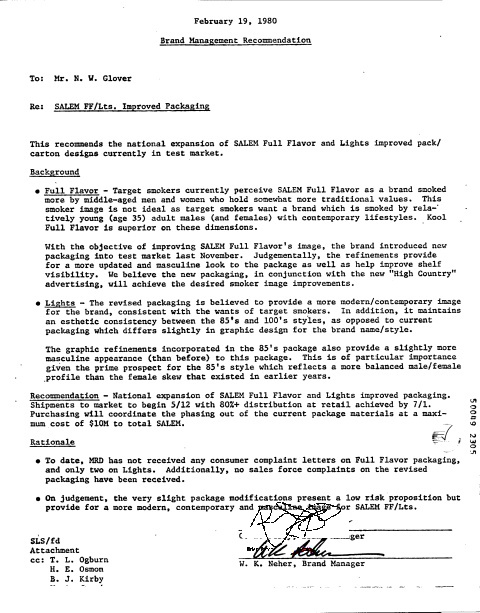 February 19, 1980
Brand Management Recommendation
To: Mr. N. W. Glover
Re: SALEM FF/Lts. Improved Packaging
This recommends the national expansion of SALEM Full Flavor and Lights improved pack/
carton designs currently in test market.
Background
• Full Flavor - Target smokers currently perceive SALEM Full Flavor as a brand smoked
more by middle-aged men and women who hold somewhat more traditional values. This
smoker image is not ideal as target smokers want a brand which is smoked by rela-
tively young (age 35) adult males (and females) with contemporary lifestyles. Kool
Full Flavor is superior on these dimensions.
With the objective of improving SALEM Full Flavor's image, the brand introduced new
packaging into test market last November. Judgementally, the refinements provide
for a more updated and masculine look to the package as well as help improve shelf
visibility. We believe the new packaging, in conjunction with the new "High Country"
advertising, will achieve the desired smoker image improvements.
• Lights - The revised packaging is believed to provide a more modern/contemporary image
for the brand, consistent with the wants of target smokers. In addition, it maintains
an esthetic consistency between the 85's and 100's styles, as opposed to current
packaging which differs slightly in graphic design for the brand name/style.
The graphic refinements incorporated in the 85's package also provide a slightly more
masculine appearance (than before) to this package. This is of particular importance
given the prime prospect for the 85's style which reflects a more balanced male/female
profile than the female skew that existed in earlier years.
Recommendation - National expansion of SALEM Full Flavor and Lights improved packaging.
Shipments to market to begin 5/12 with 80%+ distribution at retail achieved by 7/1.
Purchasing will coordinate the phasing out of the current package materials at a maxi-
mum cost of $10M to total SALEM.
Rationale
• To date, MRD has not received any consumer complaint letters on Full Flavor packaging,
and only two on Lights. Additionally, no sales force complaints on the revised
packaging have been received.
• On judgement, the very slight package modifications present a low risk proposition but
provide for a more modern, contemporary and masculine image for SALEM FF/Lts.
ger
SLS/fd
Attachment
cc: T. L. Ogburn
H. E. Osmon
B. J. Kirby
W. K. Neher, Brand Manager
50009 2305